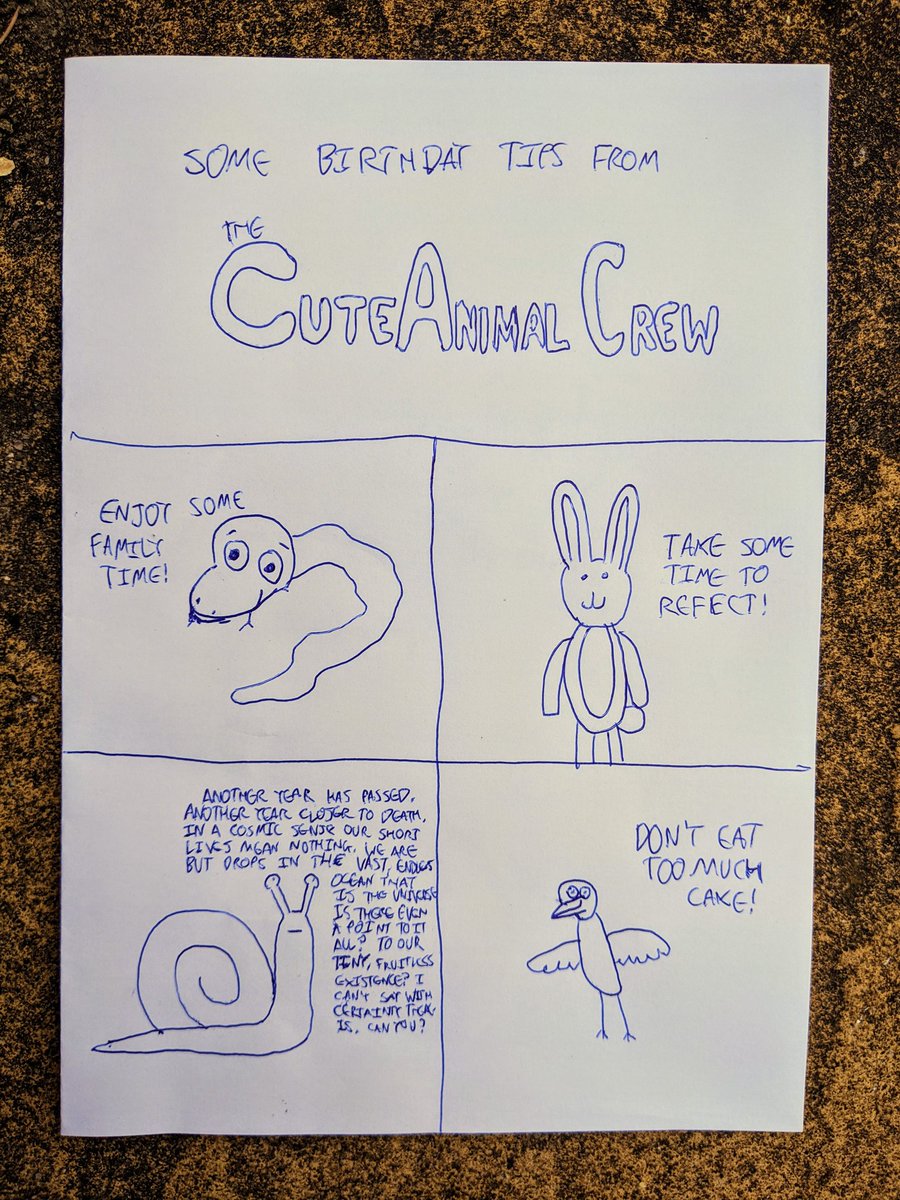 SOME BIRTHDAY TIPS FROM
THE
CUTE ANIMAL CREW
ENJOY SOME
FAMILY
TIME!
TAKE SOME
TIME TO
REFECT!
ANOTHER YEAR HAS PASSED.
ANOTHER YEAR CLOSER TO DEATH.
IN A COSMIC SENSE OUR SHORT
LIVES MEAN NOTHING. WE ARE
BUT DROPS IN THE VAST, ENDLESS
OCEAN THAT
IS THE UNIVERSE
IS THERE EVEN
A POINT TO IT
ALL? TO OUR
TINY, FRUITLESS
EXISTENCE? I
CAN'T SAY WITH
CERTAINTY THERE
IS. CAN YOU?
DON'T EAT
TOO MUCH
CAKE!